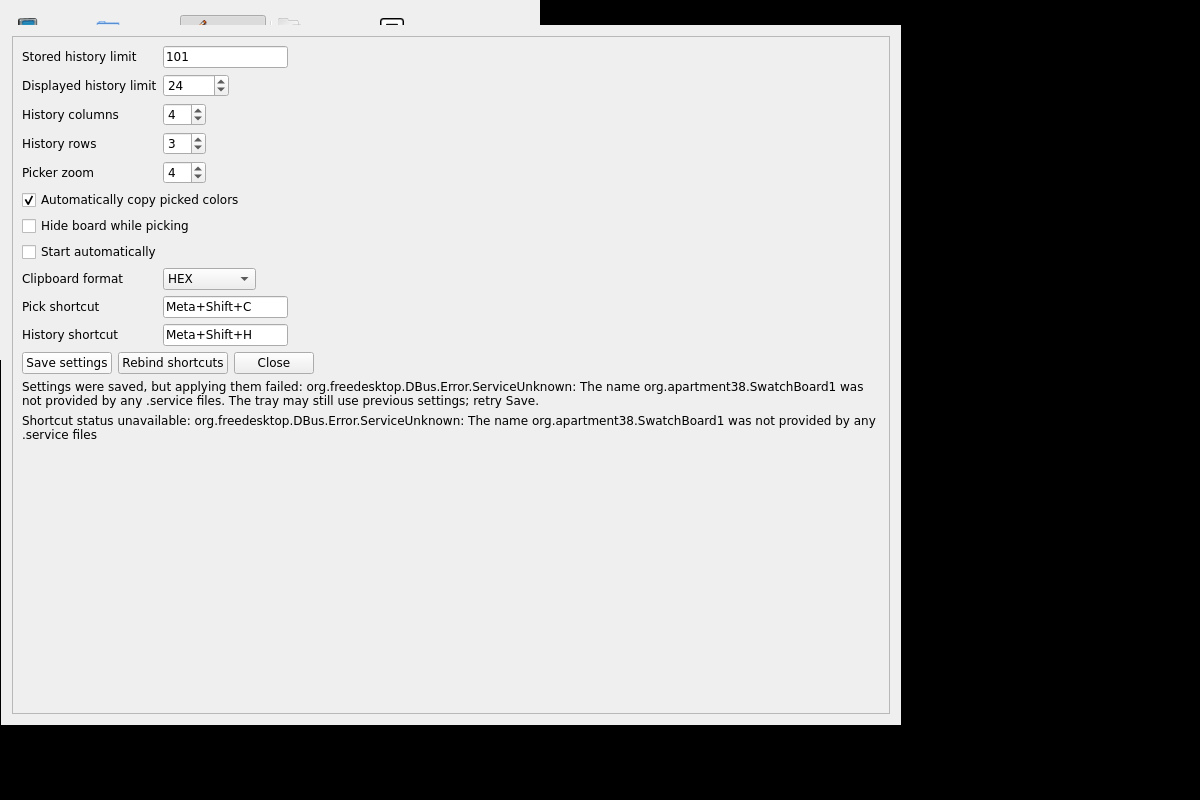 Stored history limit 101
Displayed history limit 24
History columns 4
History rows 3
Picker zoom 4
Automatically copy picked colors
Hide board while picking
Start automatically
Clipboard format HEX
Pick shortcut Meta+Shift+C
History shortcut Meta+Shift+H
Save settings Rebind shortcuts Close
Settings were saved, but applying them failed: org.freedesktop.DBus.Error.ServiceUnknown: The name org.apartment38.SwatchBoard1 was
not provided by any .service files. The tray may still use previous settings; retry Save.
Shortcut status unavailable: org.freedesktop.DBus.Error.ServiceUnknown: The name org.apartment38.SwatchBoard1 was not provided by any
.service files